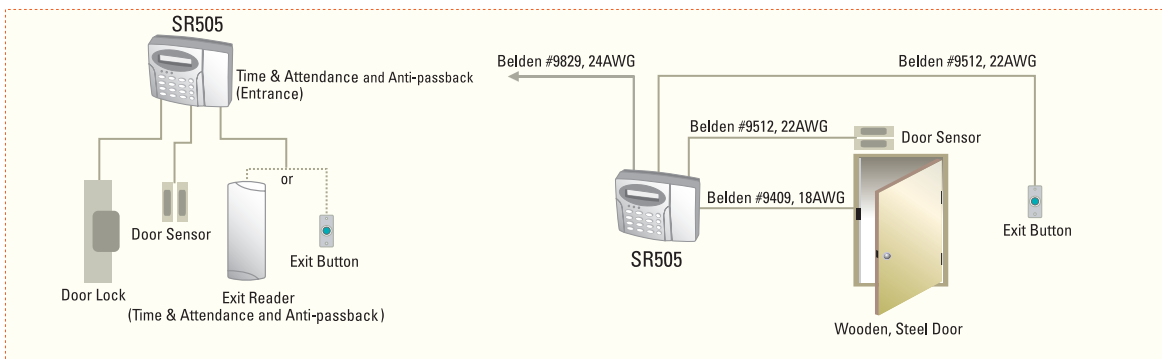 SR505
Time & Attendance and Anti-passback
(Entrance)
or
Door Sensor
Exit Button
Door Lock
Exit Reader
(Time & Attendance and Anti-passback)
Belden #9829, 24AWG
Belden #9512, 22AWG
Belden #9512, 22AWG
Door Sensor
Belden #9409, 18AWG
SR505
Exit Button
Wooden, Steel Door